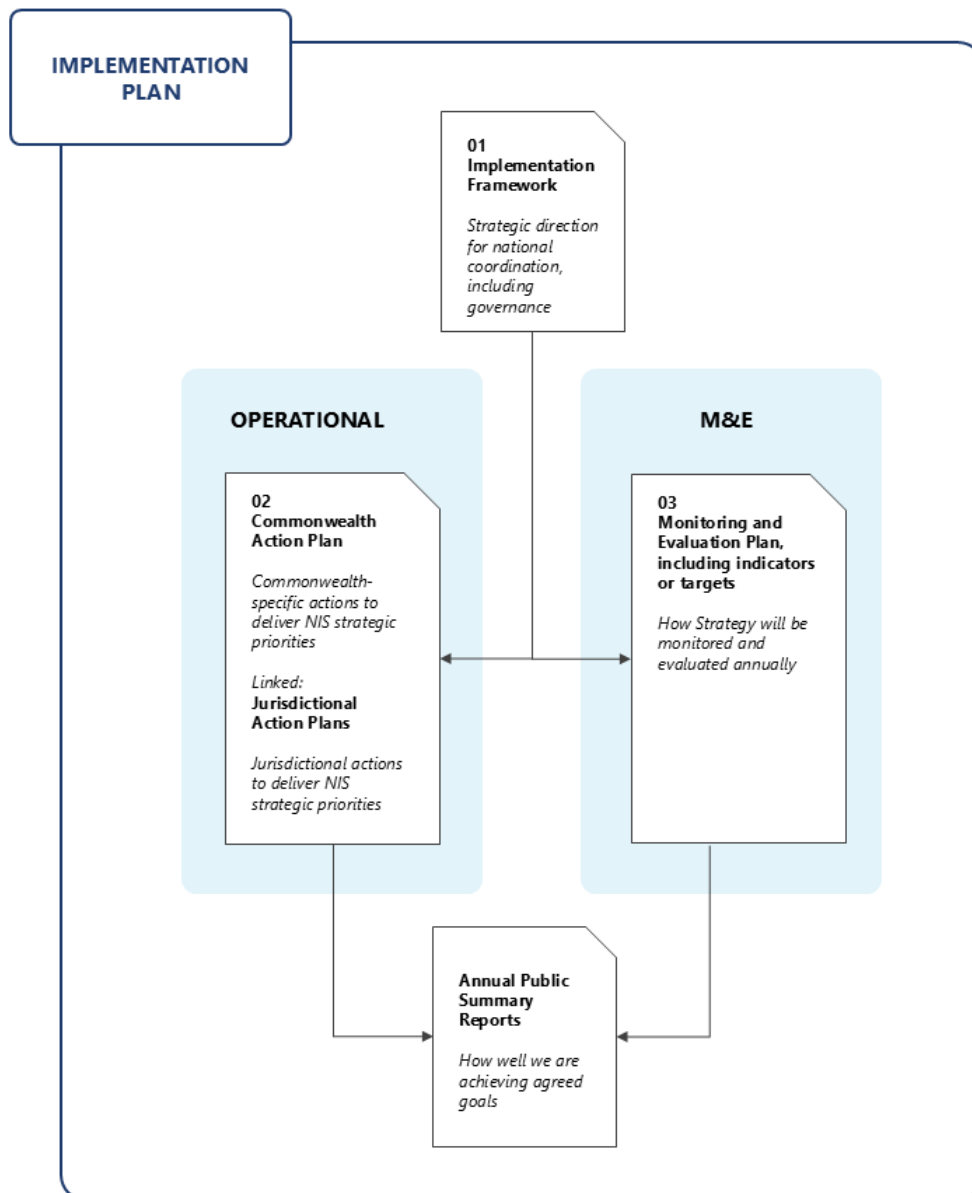 IMPLEMENTATION
PLAN
01
Implementation
Framework
Strategic direction
for national
coordination,
including
governance
OPERATIONAL
02
Commonwealth
Action Plan
Commonwealth-
specific actions to
deliver NIS strategic
priorities
Linked:
Jurisdictional
Action Plans
Jurisdictional actions
to deliver NIS
strategic priorities
M&E
03
Monitoring and
Evaluation Plan,
including indicators
or targets
How Strategy will be
monitored and
evaluated annually
Annual Public
Summary
Reports
How well we are
achieving agreed
goals